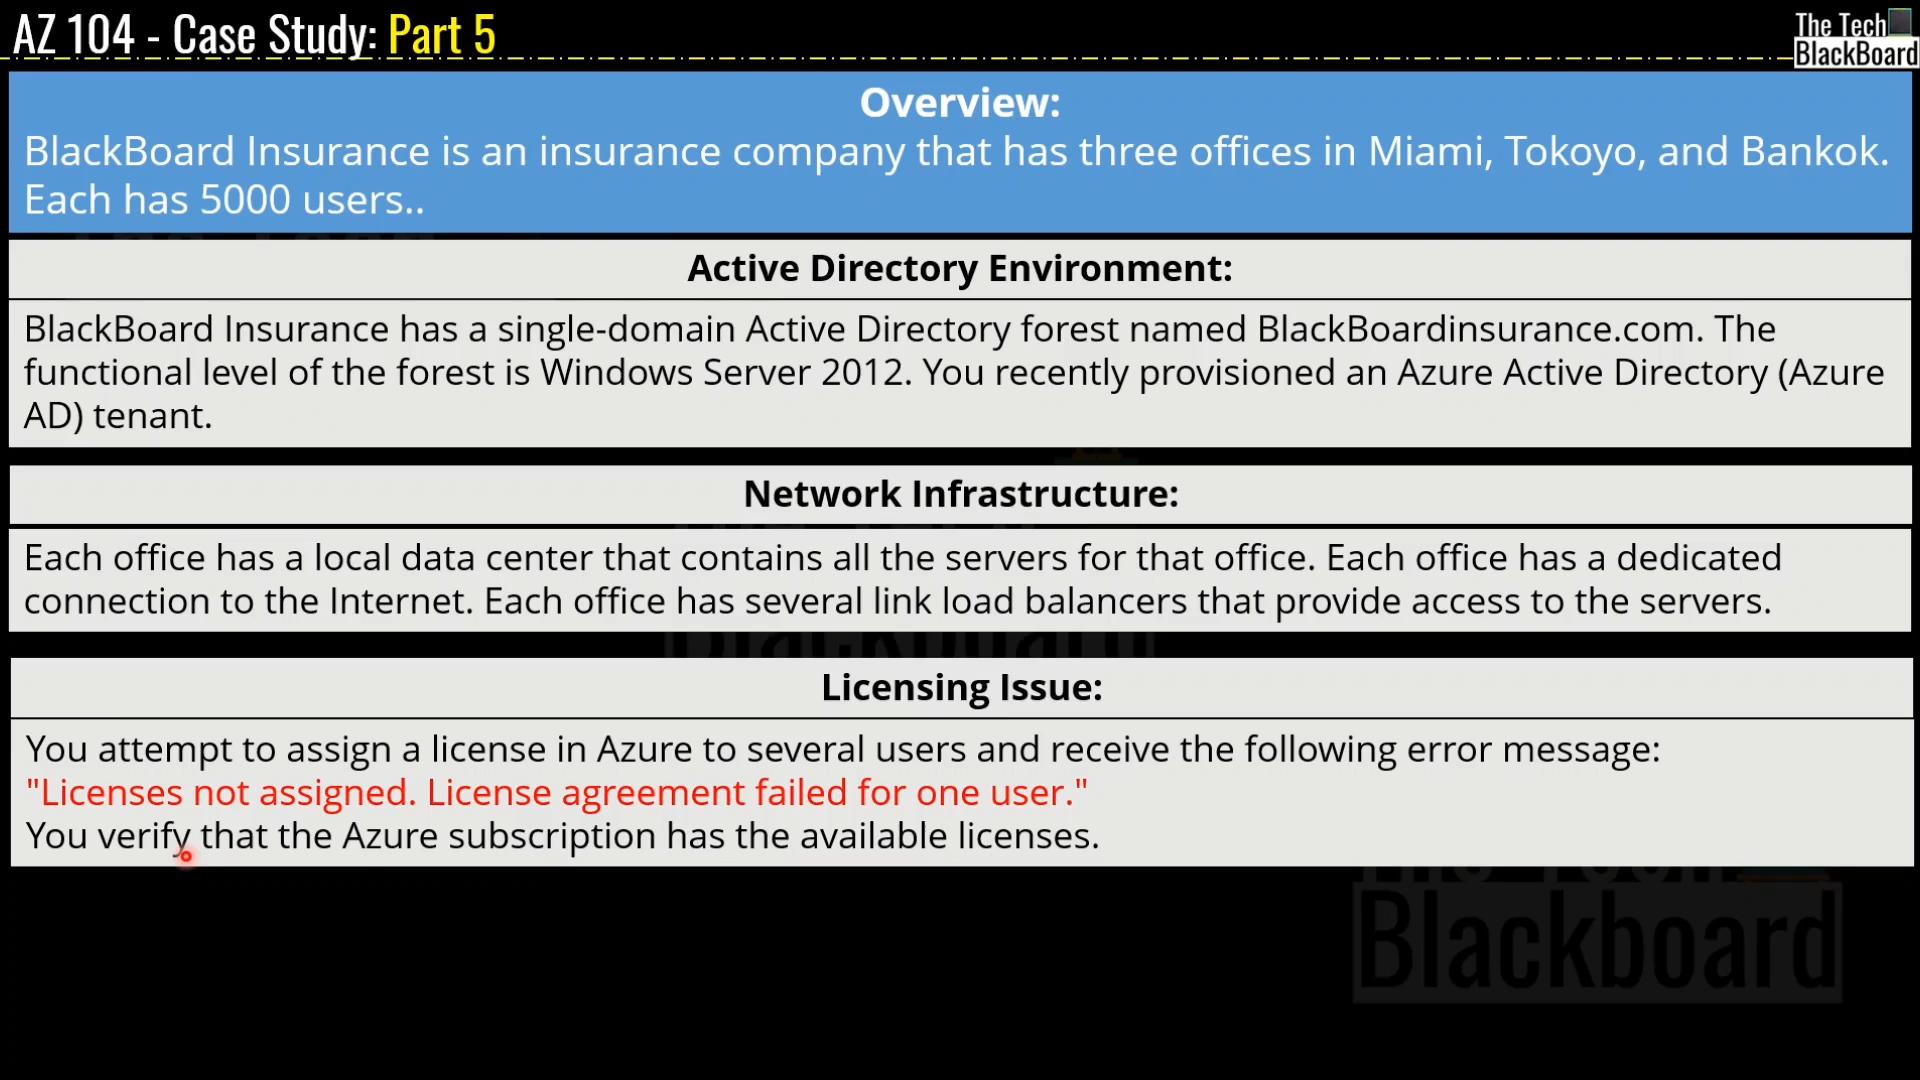 AZ 104 - Case Study: Part 5
The Tech
BlackBoard
Overview:
BlackBoard Insurance is an insurance company that has three offices in Miami, Tokoyo, and Bankok.
Each has 5000 users..
Active Directory Environment:
BlackBoard Insurance has a single-domain Active Directory forest named BlackBoardinsurance.com. The
functional level of the forest is Windows Server 2012. You recently provisioned an Azure Active Directory (Azure
AD) tenant.
Network Infrastructure:
Each office has a local data center that contains all the servers for that office. Each office has a dedicated
connection to the Internet. Each office has several link load balancers that provide access to the servers.
Licensing Issue:
You attempt to assign a license in Azure to several users and receive the following error message:
"Licenses not assigned. License agreement failed for one user."
You verify that the Azure subscription has the available licenses.
Blackboard